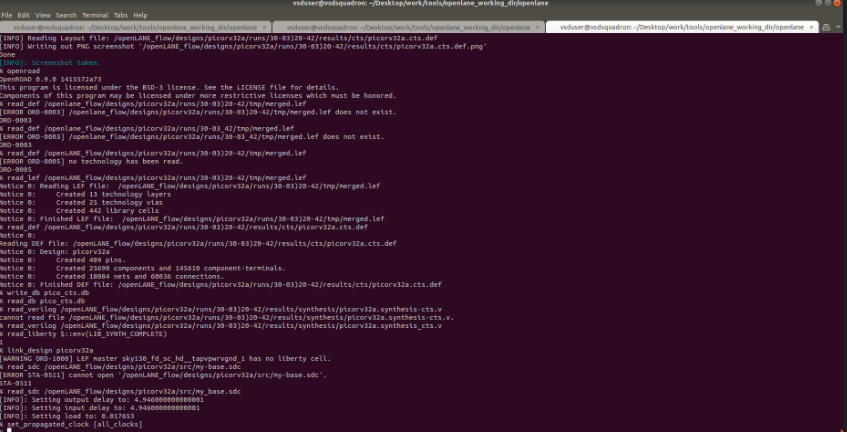 vsduser@vsdsquadron: ~/Desktop/work/tools/openlane_working_dir/openlane
File Edit View Search Terminal Tabs Help
vsduser@vsdsquadron: ~/Desktop/work/tools/openlane_working_dir/openlane × vsduser@vsdsquadron: ~/Desktop/work/tools/openlane_working_dir/openlane × vsduser@vsdsquadron: ~/Desktop/work/tools/openlane_working_dir/openlane ×
[INFO] Reading Layout file: /openLANE_flow/designs/picorv32a/runs/30-03)20-42/results/cts/picorv32a.cts.def
[INFO] Writing out PNG screenshot '/openLANE_flow/designs/picorv32a/runs/30-03)20-42/results/cts/picorv32a.cts.def.png'
Done
[INFO]: Screenshot taken.
% openroad
OpenROAD 0.9.0 1415572a73
This program is licensed under the BSD-3 license. See the LICENSE file for details.
Components of this program may be licensed under more restrictive licenses which must be honored.
% read_def /openlane_flow/designs/picorv32a/runs/30-03)20-42/tmp/merged.lef
[ERROR ORD-0003] /openlane_flow/designs/picorv32a/runs/30-03)20-42/tmp/merged.lef does not exist.
ORD-0003
% read_def /openlane_flow/designs/picorv32a/runs/30-03_42/tmp/merged.lef
[ERROR ORD-0003] /openlane_flow/designs/picorv32a/runs/30-03_42/tmp/merged.lef does not exist.
ORD-0003
% read_def /openLANE_flow/designs/picorv32a/runs/30-03)20-42/tmp/merged.lef
[ERROR ORD-0005] no technology has been read.
ORD-0005
% read_lef /openLANE_flow/designs/picorv32a/runs/30-03)20-42/tmp/merged.lef
Notice 0: Reading LEF file:  /openLANE_flow/designs/picorv32a/runs/30-03)20-42/tmp/merged.lef
Notice 0:     Created 13 technology layers
Notice 0:     Created 25 technology vias
Notice 0:     Created 442 library cells
Notice 0: Finished LEF file:  /openLANE_flow/designs/picorv32a/runs/30-03)20-42/tmp/merged.lef
% read_def /openLANE_flow/designs/picorv32a/runs/30-03)20-42/results/cts/picorv32a.cts.def
Notice 0:
Reading DEF file: /openLANE_flow/designs/picorv32a/runs/30-03)20-42/results/cts/picorv32a.cts.def
Notice 0: Design: picorv32a
Notice 0:     Created 409 pins.
Notice 0:     Created 25690 components and 145610 component-terminals.
Notice 0:     Created 18084 nets and 60036 connections.
Notice 0: Finished DEF file: /openLANE_flow/designs/picorv32a/runs/30-03)20-42/results/cts/picorv32a.cts.def
% write_db pico_cts.db
% read_db pico_cts.db
% read_verilog /openLANE_flow/designs/picorv32a/runs/30-03)20-42/results/synthesis/picorv32a.synthesis-cts.v
cannot read file /openLANE_flow/designs/picorv32a/runs/30-03)20-42/results/synthesis/picorv32a.synthesis-cts.v.
% read_verilog /openLANE_flow/designs/picorv32a/runs/30-03)20-42/results/synthesis/picorv32a.synthesis_cts.v
% read_liberty $::env(LIB_SYNTH_COMPLETE)
1
% link_design picorv32a
[WARNING ORD-1000] LEF master sky130_fd_sc_hd__tapvpwrvgnd_1 has no liberty cell.
% read_sdc /openLANE_flow/designs/picorv32a/src/my-base.sdc
[ERROR STA-0511] cannot open '/openLANE_flow/designs/picorv32a/src/my-base.sdc'.
STA-0511
% read_sdc /openLANE_flow/designs/picorv32a/src/my_base.sdc
[INFO]: Setting output delay to: 4.946000000000001
[INFO]: Setting input delay to: 4.946000000000001
[INFO]: Setting load to: 0.017653
% set_propagated_clock [all_clocks]
%